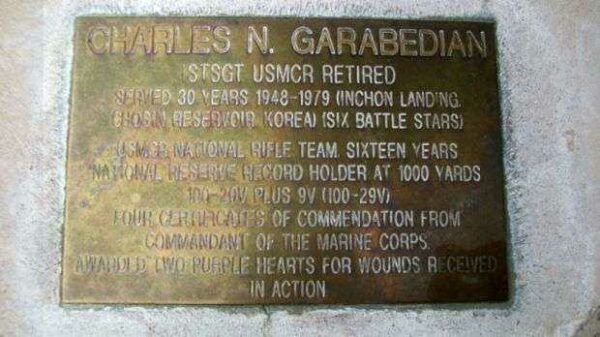 CHARLES N. GARABEDIAN
1STSGT USMCR RETIRED
SERVED 30 YEARS 1948-1979 (INCHON LANDING,
CHOSIN RESERVOIR, KOREA) (SIX BATTLE STARS)
USMCR NATIONAL RIFLE TEAM, SIXTEEN YEARS
NATIONAL RESERVE RECORD HOLDER AT 1000 YARDS
100-20V PLUS 9V (100-29V)
FOUR CERTIFICATES OF COMMENDATION FROM
COMMANDANT OF THE MARINE CORPS.
AWARDED TWO PURPLE HEARTS FOR WOUNDS RECEIVED
IN ACTION